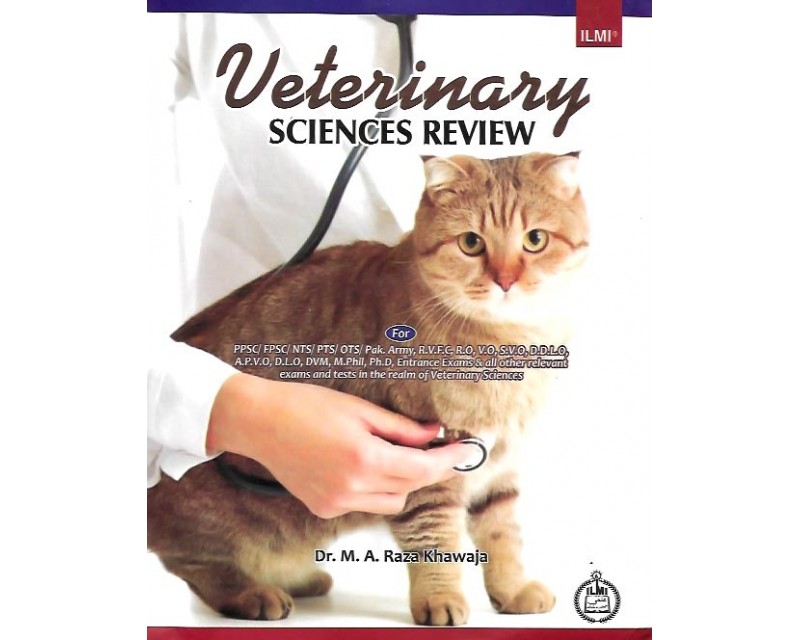 ILMI®
Veterinary
SCIENCES REVIEW
For
PPSC/ FPSC/ NTS/ PTS/ OTS/ Pak. Army, R.V.F.C, R.O, V.O, S.V.O, D.D.L.O,
A.P.V.O, D.L.O, DVM, M.Phil, Ph.D, Entrance Exams & all other relevant
exams and tests in the realm of Veterinary Sciences
Dr. M. A. Raza Khawaja
ILMI